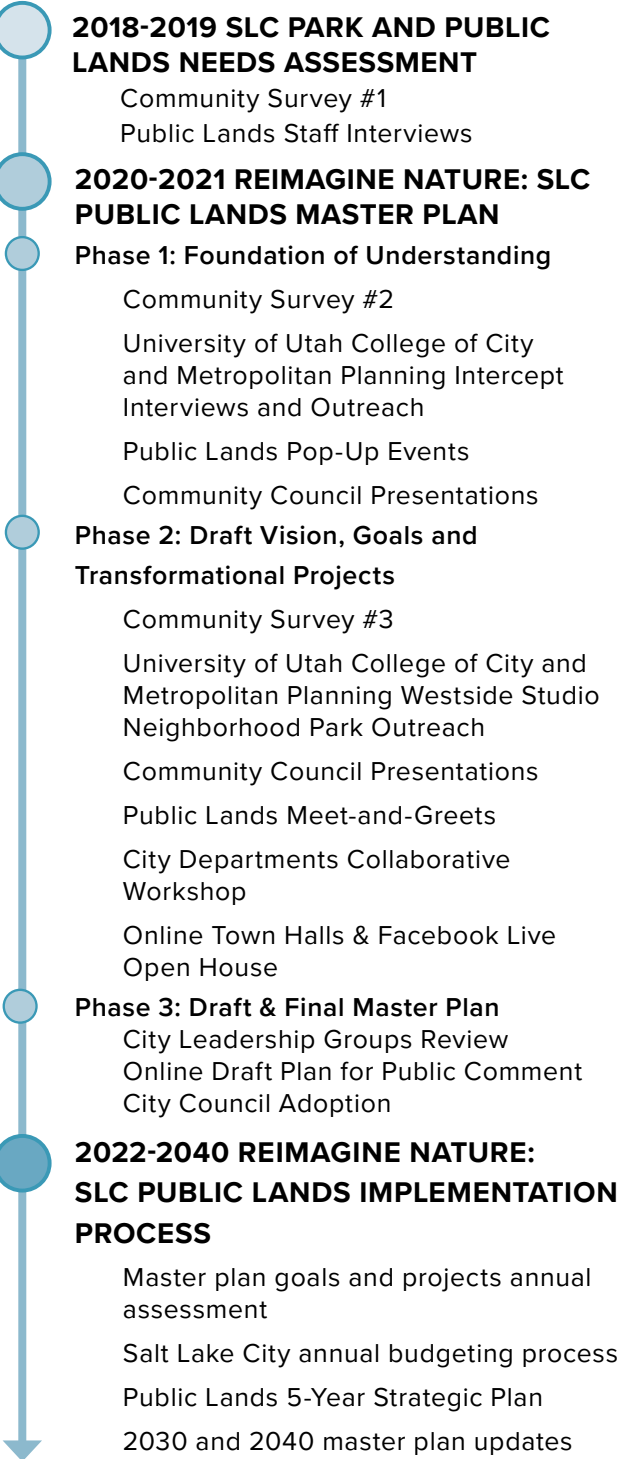 2018-2019 SLC PARK AND PUBLIC
LANDS NEEDS ASSESSMENT
Community Survey #1
Public Lands Staff Interviews
2020-2021 REIMAGINE NATURE: SLC
PUBLIC LANDS MASTER PLAN
Phase 1: Foundation of Understanding
Community Survey #2
University of Utah College of City
and Metropolitan Planning Intercept
Interviews and Outreach
Public Lands Pop-Up Events
Community Council Presentations
Phase 2: Draft Vision, Goals and
Transformational Projects
Community Survey #3
University of Utah College of City and
Metropolitan Planning Westside Studio
Neighborhood Park Outreach
Community Council Presentations
Public Lands Meet-and-Greets
City Departments Collaborative
Workshop
Online Town Halls & Facebook Live
Open House
Phase 3: Draft & Final Master Plan
City Leadership Groups Review
Online Draft Plan for Public Comment
City Council Adoption
2022-2040 REIMAGINE NATURE:
SLC PUBLIC LANDS IMPLEMENTATION
PROCESS
Master plan goals and projects annual
assessment
Salt Lake City annual budgeting process
Public Lands 5-Year Strategic Plan
2030 and 2040 master plan updates